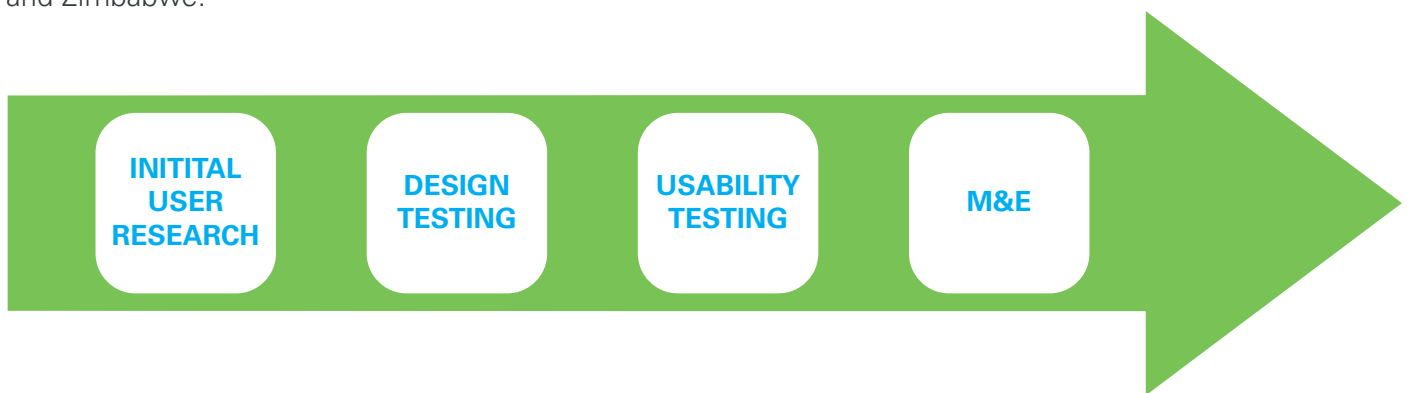 and Zimbabwe.
INITITAL
USER
RESEARCH
DESIGN
TESTING
USABILITY
TESTING
M&E